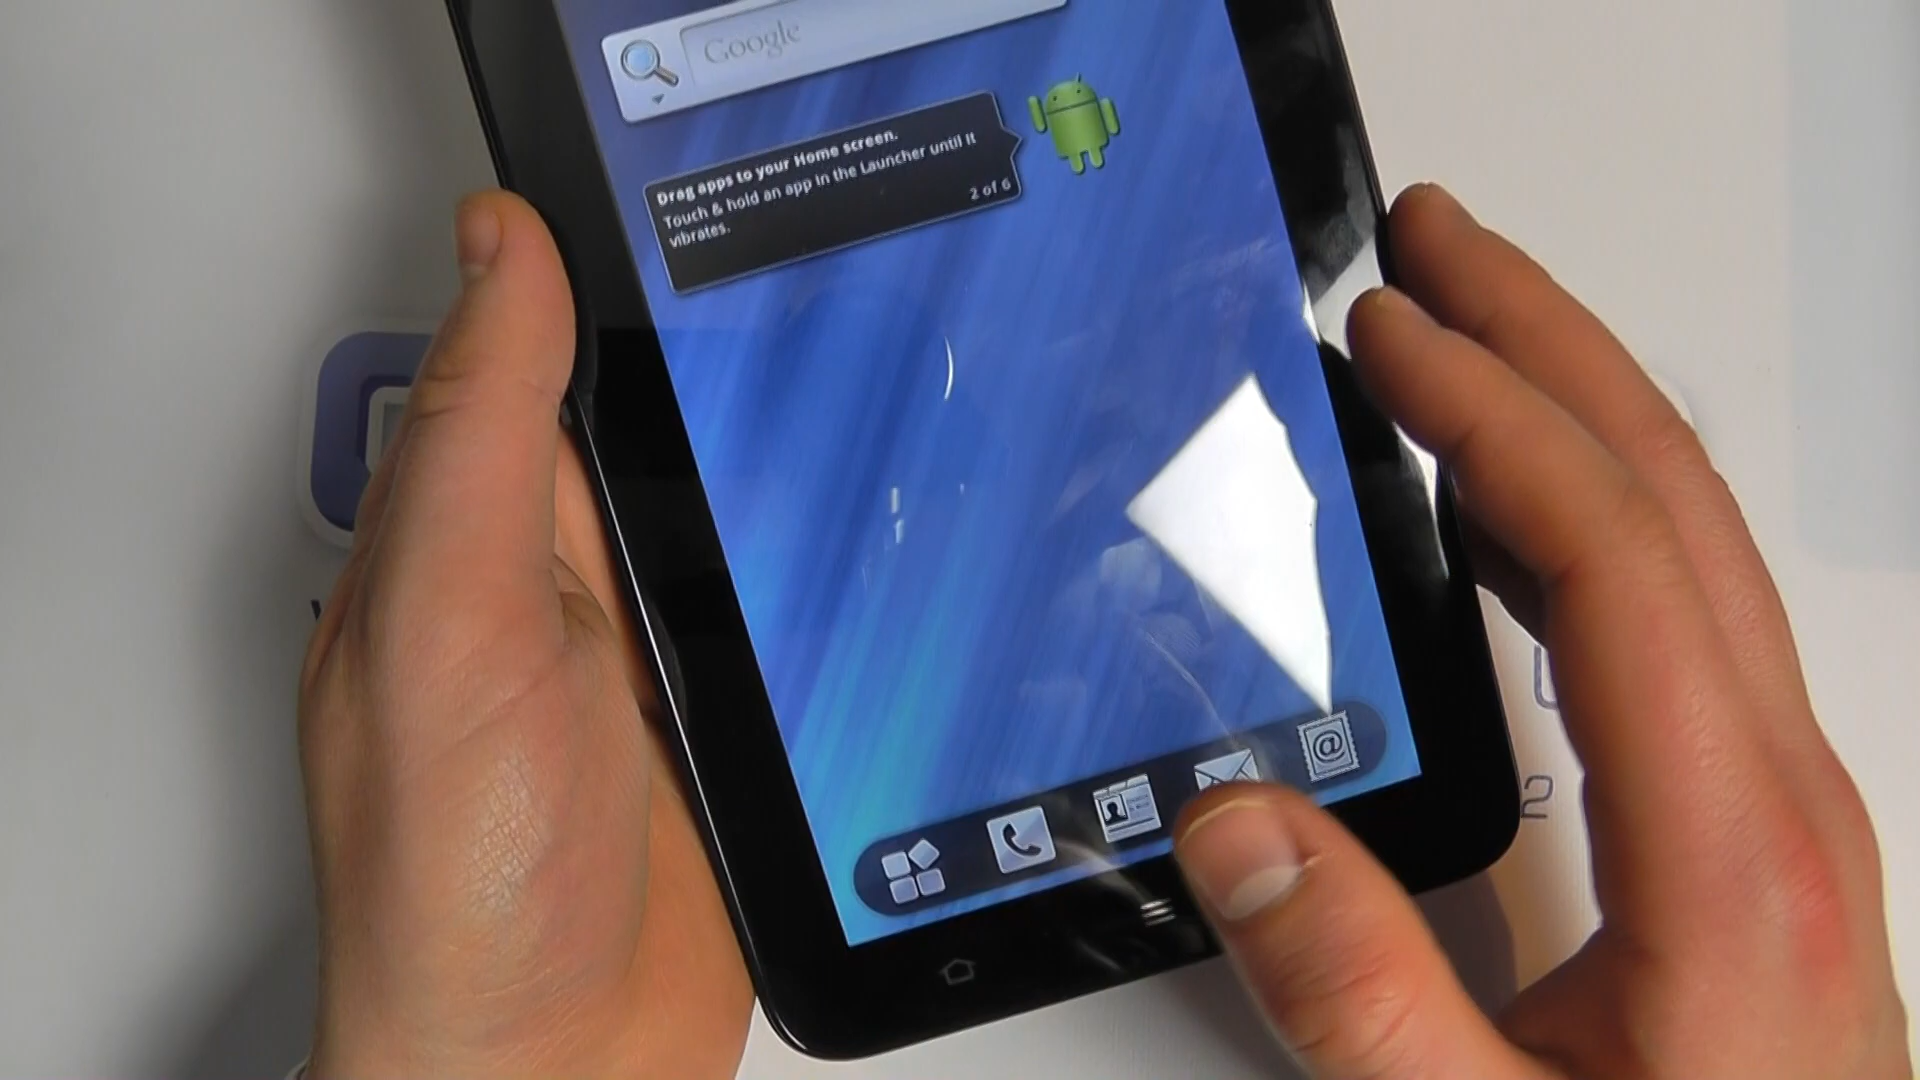 Google
Drag apps to your Home screen.
Touch & hold an app in the Launcher until it
vibrates.
2 of 6
@
2